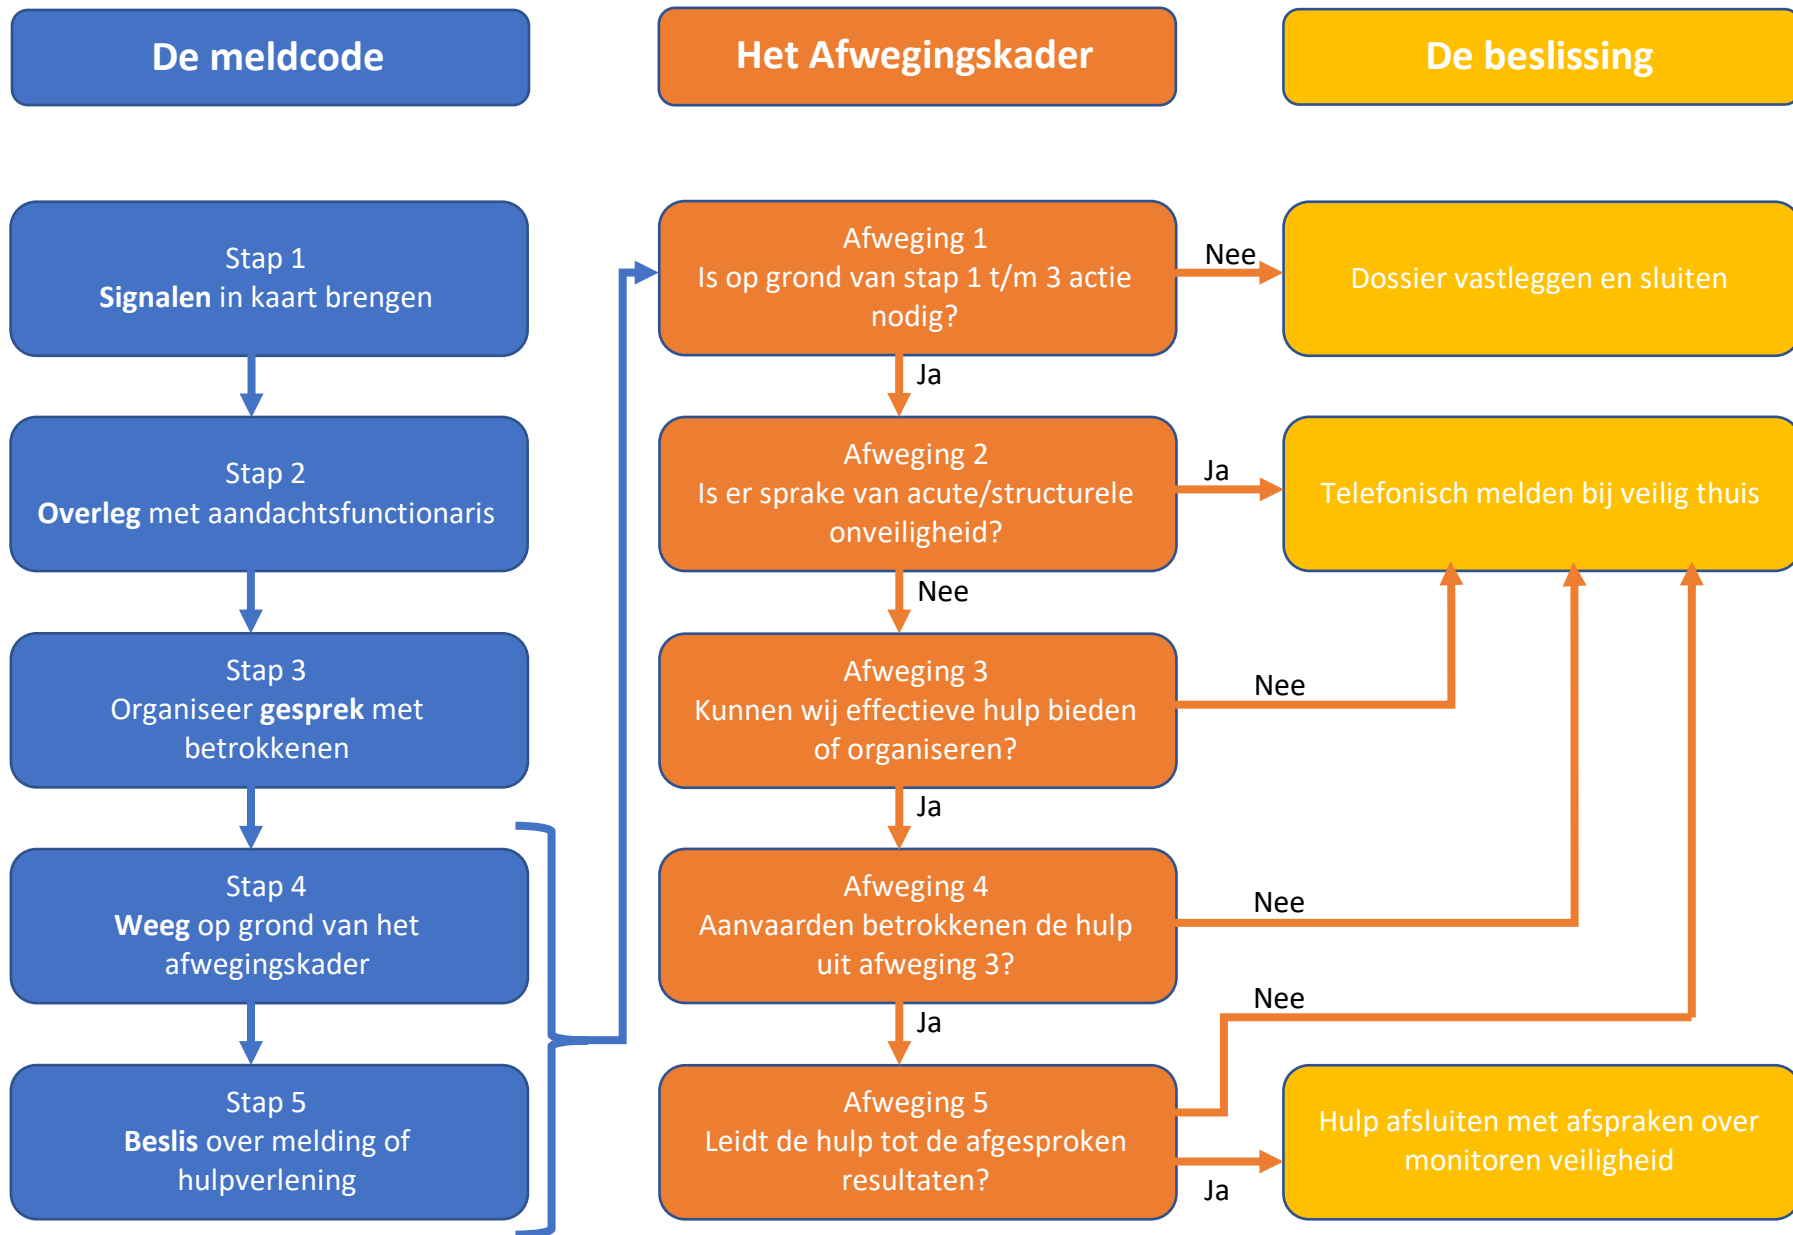 De meldcode
Het Afwegingskader
De beslissing
Stap 1
Signalen in kaart brengen
Stap 2
Overleg met aandachtsfunctionaris
Stap 3
Organiseer gesprek met
betrokkenen
Stap 4
Weeg op grond van het
afwegingskader
Stap 5
Beslis over melding of
hulpverlening
Afweging 1
Is op grond van stap 1 t/m 3 actie
nodig?
Nee
Dossier vastleggen en sluiten
Ja
Afweging 2
Is er sprake van acute/structurele
onveiligheid?
Ja
Telefonisch melden bij veilig thuis
Nee
Afweging 3
Kunnen wij effectieve hulp bieden
of organiseren?
Nee
Ja
Afweging 4
Aanvaarden betrokkenen de hulp
uit afweging 3?
Nee
Ja
Afweging 5
Leidt de hulp tot de afgesproken
resultaten?
Nee
Ja
Hulp afsluiten met afspraken over
monitoren veiligheid